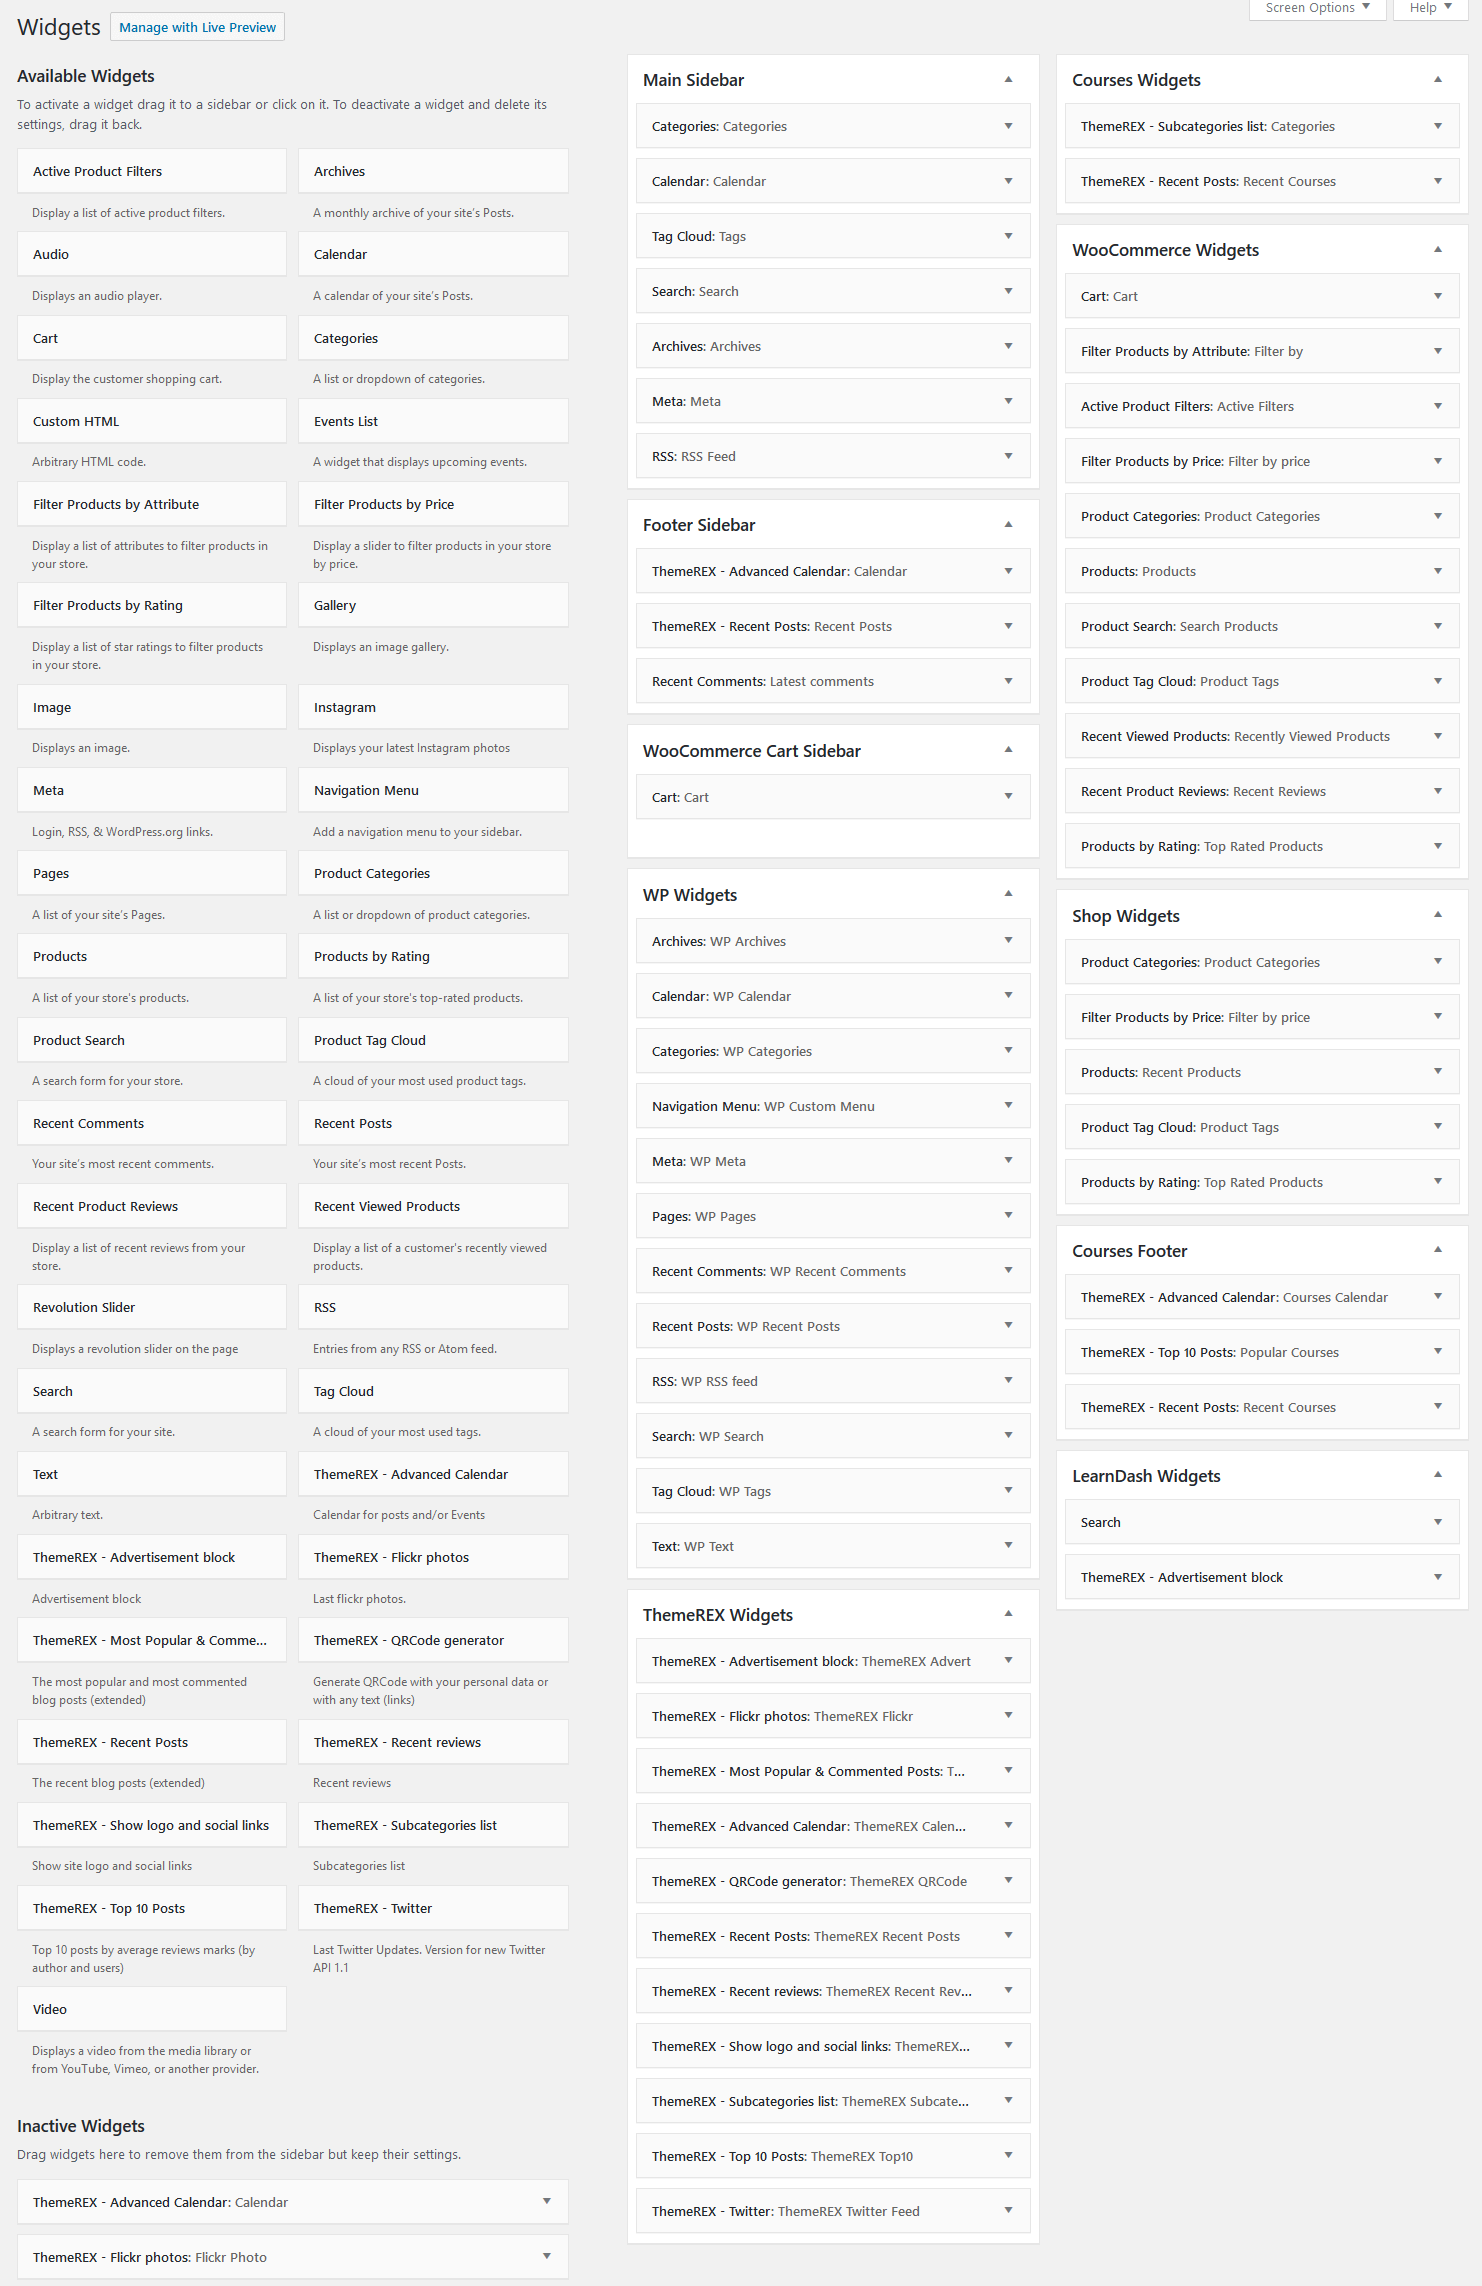 Screen Options
Help
Widgets
Manage with Live Preview
Available Widgets
To activate a widget drag it to a sidebar or click on it. To deactivate a widget and delete its
settings, drag it back.
Active Product Filters
Archives
Display a list of active product filters.
A monthly archive of your site's Posts.
Audio
Calendar
Displays an audio player.
A calendar of your site's Posts.
Cart
Categories
Display the customer shopping cart.
A list or dropdown of categories.
Custom HTML
Events List
Arbitrary HTML code.
A widget that displays upcoming events.
Filter Products by Attribute
Filter Products by Price
Display a list of attributes to filter products in
your store.
Display a slider to filter products in your store
by price.
Filter Products by Rating
Gallery
Display a list of star ratings to filter products
in your store.
Displays an image gallery.
Image
Instagram
Displays an image.
Displays your latest Instagram photos
Meta
Navigation Menu
Login, RSS, & WordPress.org links.
Add a navigation menu to your sidebar.
Pages
Product Categories
A list of your site's Pages.
A list or dropdown of product categories.
Products
Products by Rating
A list of your store's products.
A list of your store's top-rated products.
Product Search
Product Tag Cloud
A search form for your store.
A cloud of your most used product tags.
Recent Comments
Recent Posts
Your site's most recent comments.
Your site's most recent Posts.
Recent Product Reviews
Recent Viewed Products
Display a list of recent reviews from your
store.
Display a list of a customer's recently viewed
products.
Revolution Slider
RSS
Displays a revolution slider on the page
Entries from any RSS or Atom feed.
Search
Tag Cloud
A search form for your site.
A cloud of your most used tags.
Text
ThemeREX - Advanced Calendar
Arbitrary text.
Calendar for posts and/or Events
ThemeREX - Advertisement block
ThemeREX - Flickr photos
Advertisement block
Last flickr photos.
ThemeREX - Most Popular & Comme...
ThemeREX - QRCode generator
The most popular and most commented
blog posts (extended)
Generate QRCode with your personal data or
with any text (links)
ThemeREX - Recent Posts
ThemeREX - Recent reviews
The recent blog posts (extended)
Recent reviews
ThemeREX - Show logo and social links
ThemeREX - Subcategories list
Show site logo and social links
Subcategories list
ThemeREX - Top 10 Posts
ThemeREX - Twitter
Top 10 posts by average reviews marks (by
author and users)
Last Twitter Updates. Version for new Twitter
API 1.1
Video
Displays a video from the media library or
from YouTube, Vimeo, or another provider.
Inactive Widgets
Drag widgets here to remove them from the sidebar but keep their settings.
ThemeREX - Advanced Calendar: Calendar
ThemeREX - Flickr photos: Flickr Photo
Main Sidebar
Categories: Categories
Calendar: Calendar
Tag Cloud: Tags
Search: Search
Archives: Archives
Meta: Meta
RSS: RSS Feed
Footer Sidebar
ThemeREX - Advanced Calendar: Calendar
ThemeREX - Recent Posts: Recent Posts
Recent Comments: Latest comments
WooCommerce Cart Sidebar
Cart: Cart
WP Widgets
Archives: WP Archives
Calendar: WP Calendar
Categories: WP Categories
Navigation Menu: WP Custom Menu
Meta: WP Meta
Pages: WP Pages
Recent Comments: WP Recent Comments
Recent Posts: WP Recent Posts
RSS: WP RSS feed
Search: WP Search
Tag Cloud: WP Tags
Text: WP Text
ThemeREX Widgets
ThemeREX - Advertisement block: ThemeREX Advert
ThemeREX - Flickr photos: ThemeREX Flickr
ThemeREX - Most Popular & Commented Posts: T...
ThemeREX - Advanced Calendar: ThemeREX Calen...
ThemeREX - QRCode generator: ThemeREX QRCode
ThemeREX - Recent Posts: ThemeREX Recent Posts
ThemeREX - Recent reviews: ThemeREX Recent Rev...
ThemeREX - Show logo and social links: ThemeREX...
ThemeREX - Subcategories list: ThemeREX Subcate...
ThemeREX - Top 10 Posts: ThemeREX Top10
ThemeREX - Twitter: ThemeREX Twitter Feed
Courses Widgets
ThemeREX - Subcategories list: Categories
ThemeREX - Recent Posts: Recent Courses
WooCommerce Widgets
Cart: Cart
Filter Products by Attribute: Filter by
Active Product Filters: Active Filters
Filter Products by Price: Filter by price
Product Categories: Product Categories
Products: Products
Product Search: Search Products
Product Tag Cloud: Product Tags
Recent Viewed Products: Recently Viewed Products
Recent Product Reviews: Recent Reviews
Products by Rating: Top Rated Products
Shop Widgets
Product Categories: Product Categories
Filter Products by Price: Filter by price
Products: Recent Products
Product Tag Cloud: Product Tags
Products by Rating: Top Rated Products
Courses Footer
ThemeREX - Advanced Calendar: Courses Calendar
ThemeREX - Top 10 Posts: Popular Courses
ThemeREX - Recent Posts: Recent Courses
LearnDash Widgets
Search
ThemeREX - Advertisement block